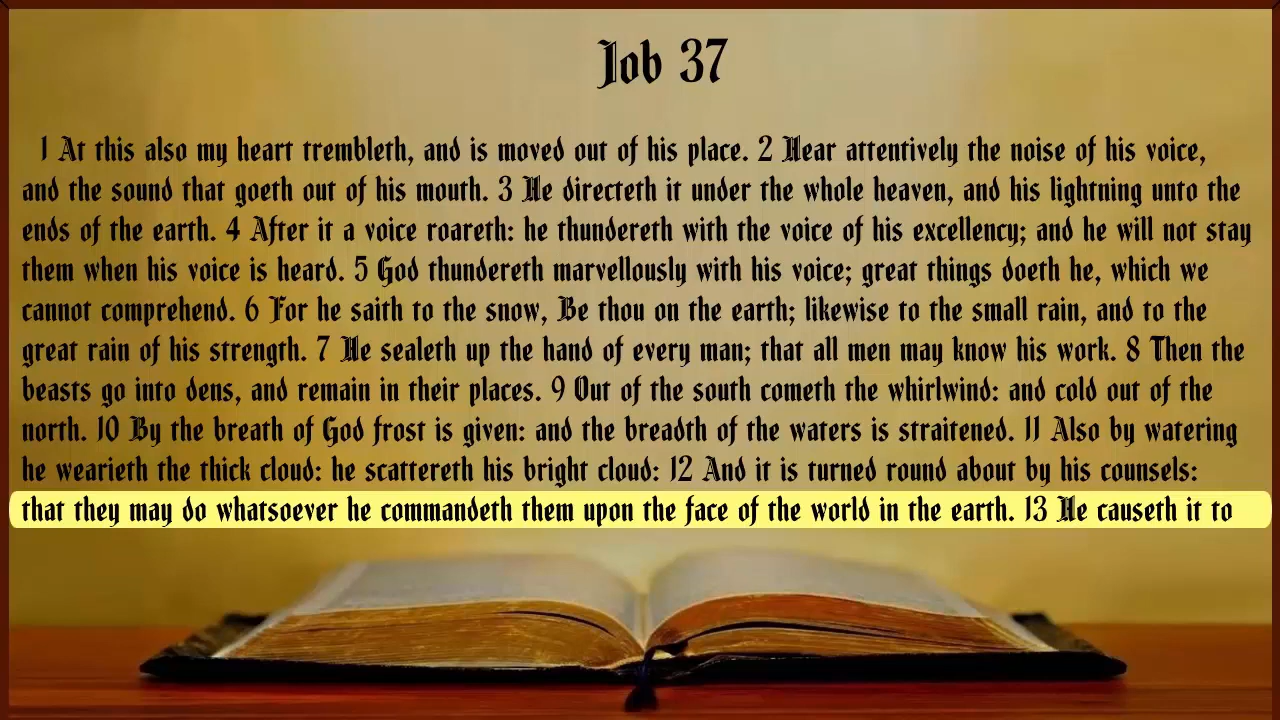 Job 37
1 At this also my heart trembleth, and is moved out of his place. 2 Hear attentively the noise of his voice,
and the sound that goeth out of his mouth. 3 He directeth it under the whole heaven, and his lightning unto the
ends of the earth. 4 After it a voice roareth: he thundereth with the voice of his excellency; and he will not stay
them when his voice is heard. 5 God thundereth marvellously with his voice; great things doeth he, which we
cannot comprehend. 6 For he saith to the snow, Be thou on the earth; likewise to the small rain, and to the
great rain of his strength. 7 He sealeth up the hand of every man; that all men may know his work. 8 Then the
beasts go into dens, and remain in their places. 9 Out of the south cometh the whirlwind: and cold out of the
north. 10 By the breath of God frost is given: and the breadth of the waters is straitened. 11 Also by watering
he wearieth the thick cloud: he scattereth his bright cloud: 12 And it is turned round about by his counsels:
that they may do whatsoever he commandeth them upon the face of the world in the earth. 13 He causeth it to